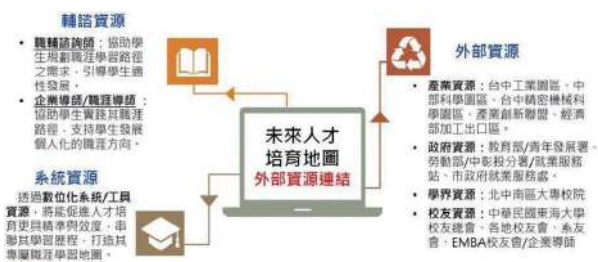 輔諮資源
• 職輔諮詢師：協助學
生規劃職涯學習路徑
之需求，引導學生適
性發展。
• 企業導師/職涯導師：
協助學生實踐其職涯
路徑，支持學生發展
個人化的職涯方向。
系統資源
透過數位化系統/工具
資源，將能促進人才培
育更具精準與效度，串
聯其學習歷程，打造其
專屬職涯學習地圖。
未來人才
培育地圖
外部資源連結
外部資源
• 產業資源：台中工業園區、中
部科學園區、台中精密機械科
學園區、產業創新聯盟、經濟
部加工出口區。
• 政府資源：教育部/青年發展署、
勞動部/中彰投分署/就業服務
站、市政府就業服務處。
• 學界資源：北中南區大專校院
• 校友資源：中華民國東海大學
校友總會、各地校友會、系友
會、EMBA校友會/企業導師